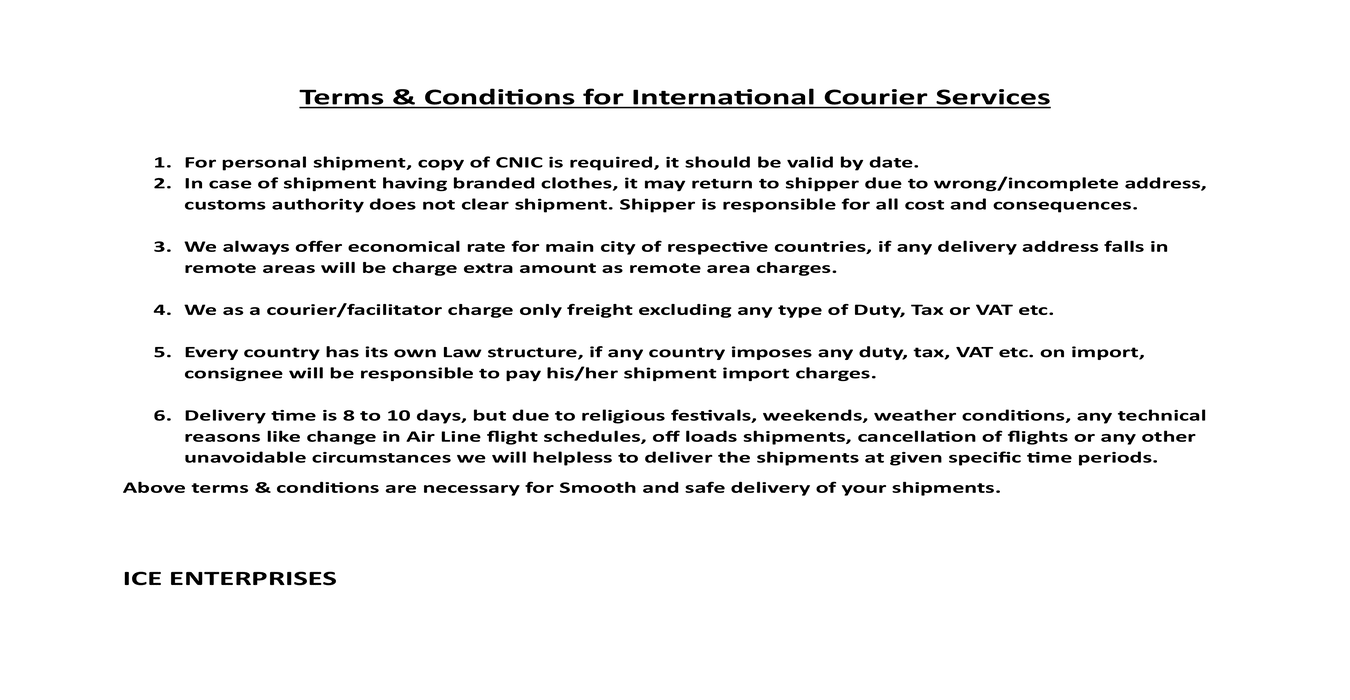 Terms & Conditions for International Courier Services
1. For personal shipment, copy of CNIC is required, it should be valid by date.
2. In case of shipment having branded clothes, it may return to shipper due to wrong/incomplete address,
customs authority does not clear shipment. Shipper is responsible for all cost and consequences.
3. We always offer economical rate for main city of respective countries, if any delivery address falls in
remote areas will be charge extra amount as remote area charges.
4. We as a courier/facilitator charge only freight excluding any type of Duty, Tax or VAT etc.
5. Every country has its own Law structure, if any country imposes any duty, tax, VAT etc. on import,
consignee will be responsible to pay his/her shipment import charges.
6. Delivery time is 8 to 10 days, but due to religious festivals, weekends, weather conditions, any technical
reasons like change in Air Line flight schedules, off loads shipments, cancellation of flights or any other
unavoidable circumstances we will helpless to deliver the shipments at given specific time periods.
Above terms & conditions are necessary for Smooth and safe delivery of your shipments.
ICE ENTERPRISES